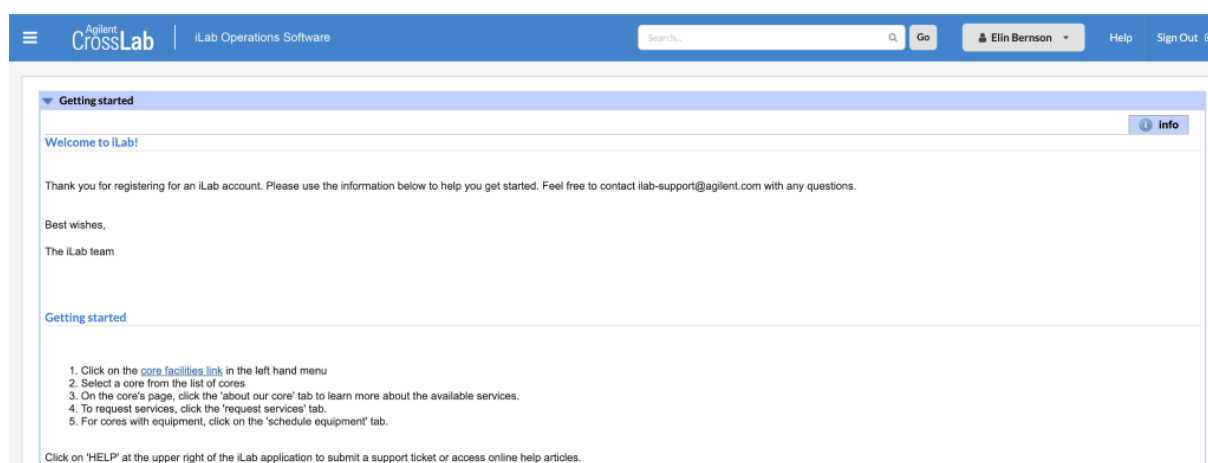 Agilent
CrossLab
iLab Operations Software
Search...
Go
Elin Bernson
Help
Sign Out
Getting started
info
Welcome to iLab!
Thank you for registering for an iLab account. Please use the information below to help you get started. Feel free to contact ilab-support@agilent.com with any questions.
Best wishes,
The iLab team
Getting started
1. Click on the core facilities link in the left hand menu
2. Select a core from the list of cores
3. On the core's page, click the 'about our core' tab to learn more about the available services.
4. To request services, click the 'request services' tab.
5. For cores with equipment, click on the 'schedule equipment' tab.
Click on 'HELP' at the upper right of the iLab application to submit a support ticket or access online help articles.